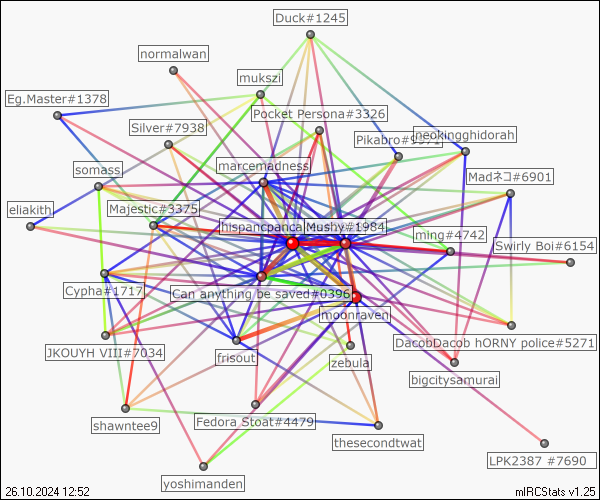 Duck#1245
normalwan
mukszi
Eg.Master#1378
Pocket Persona#3326
Silver#7938
neokingghidorah
marcemadness
somass
Madネコ#6901
eliakith
Majestic#3375
hispancpanca
Mushy#1984
ming#4742
Swirly Boi#6154
Cypha#1717
Can anything be saved#0396
moonraven
JKOUYH VIII#7034
frisout
zebula
DacobDacob hORNY police#5271
bigcitysamurai
shawntee9
Fedora Stoat#4479
thesecondtwat
LPK2387 #7690
yoshimanden
26.10.2024 12:52
mIRCStats v1.25